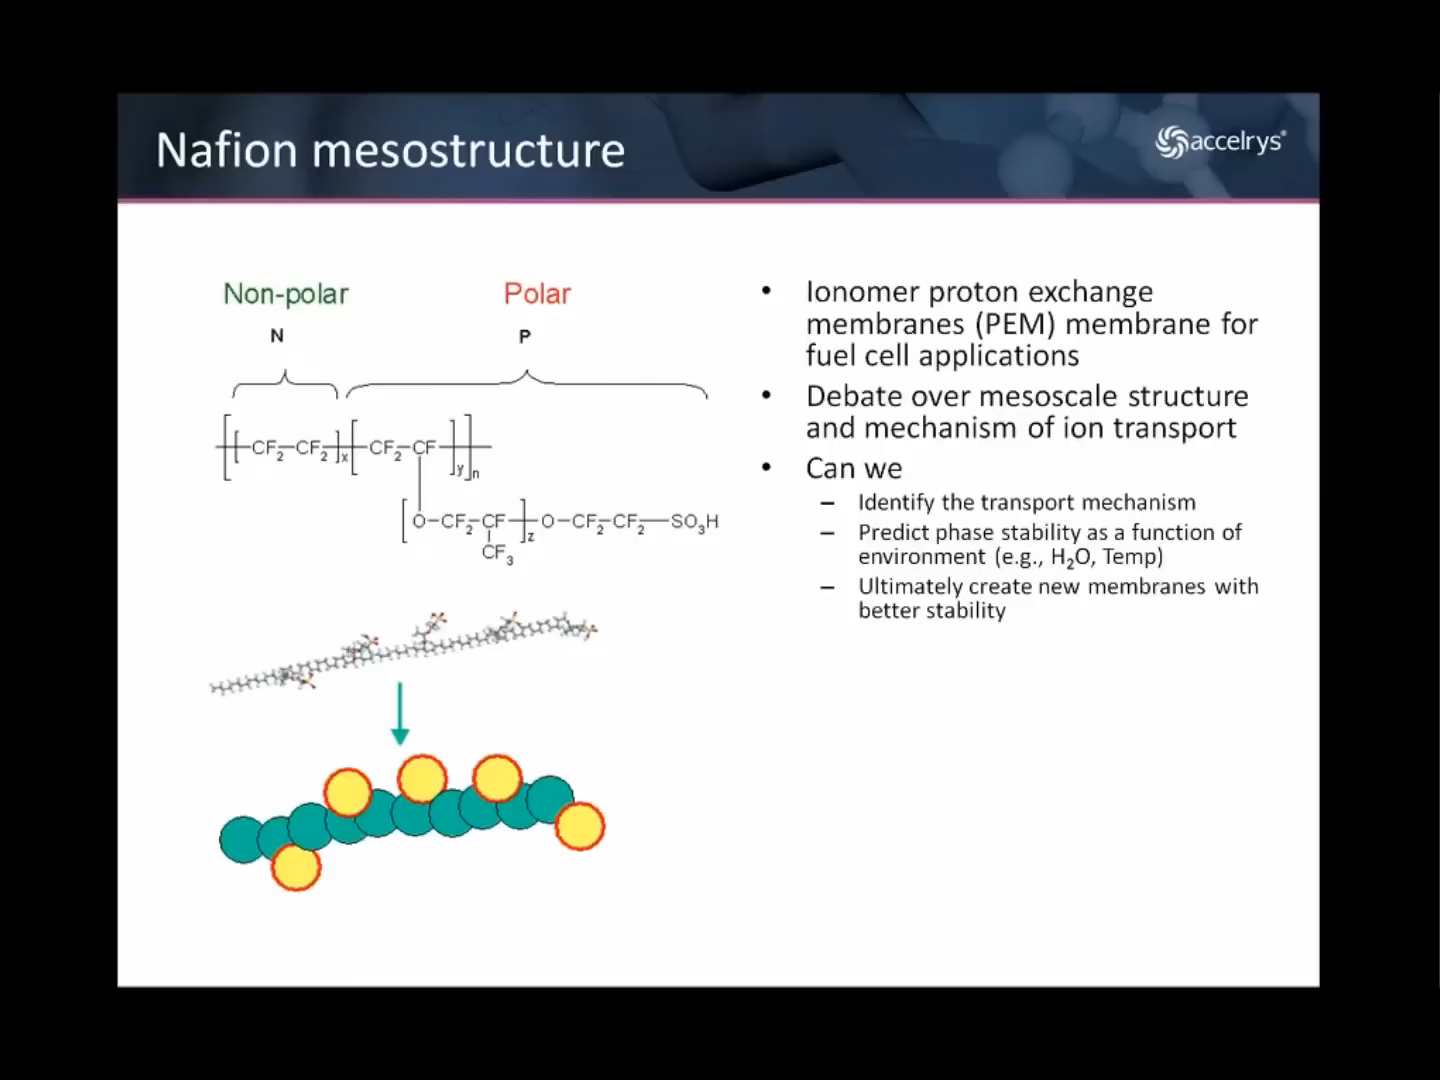 Nafion mesostructure
accelrys®
Non-polar
Polar
N
P
[[CF₂-CF₂]x[CF₂-CF]y]n
[O-CF₂-CF]z O-CF₂-CF₂-SO₃H
CF₃
• Ionomer proton exchange
membranes (PEM) membrane for
fuel cell applications
• Debate over mesoscale structure
and mechanism of ion transport
• Can we
– Identify the transport mechanism
– Predict phase stability as a function of
environment (e.g., H₂O, Temp)
– Ultimately create new membranes with
better stability